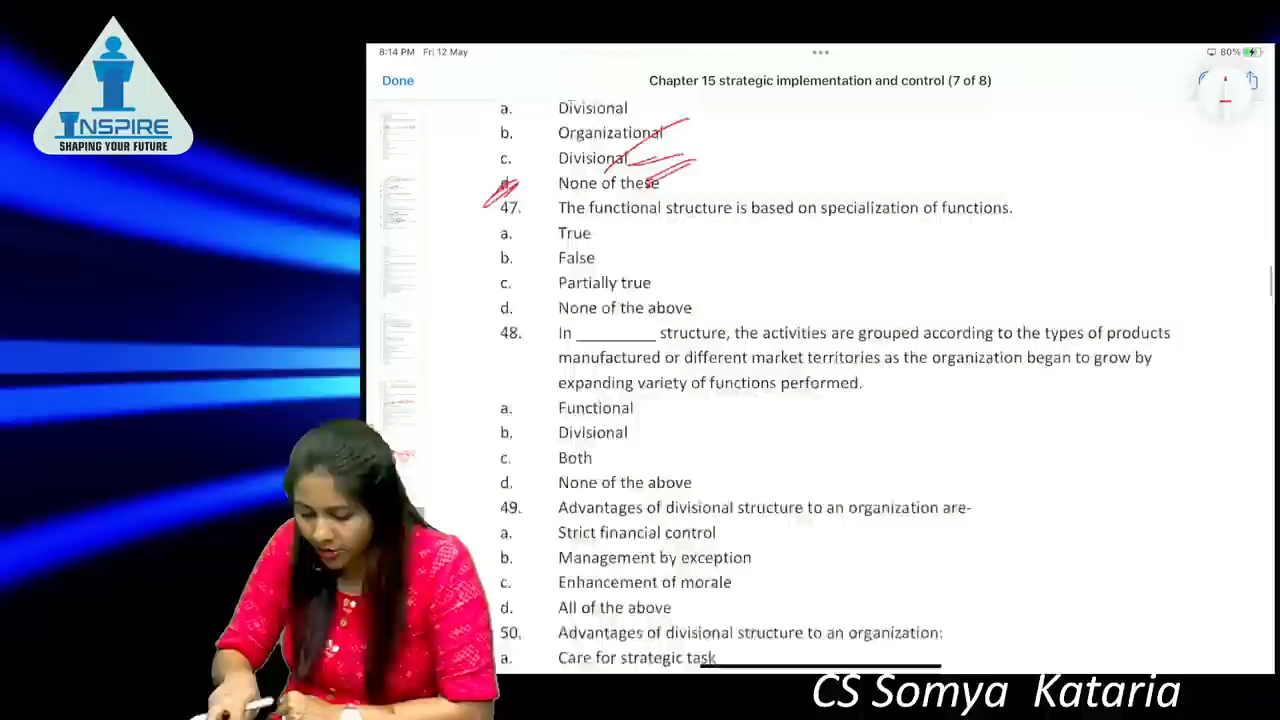 INSPIRE
SHAPING YOUR FUTURE
8:14 PM Fri 12 May
80%
Done
Chapter 15 strategic implementation and control (7 of 8)
a. Divisional
b. Organizational
c. Divisional
d. None of these
47. The functional structure is based on specialization of functions.
a. True
b. False
c. Partially true
d. None of the above
48. In _________ structure, the activities are grouped according to the types of products
manufactured or different market territories as the organization began to grow by
expanding variety of functions performed.
a. Functional
b. Divisional
c. Both
d. None of the above
49. Advantages of divisional structure to an organization are-
a. Strict financial control
b. Management by exception
c. Enhancement of morale
d. All of the above
50. Advantages of divisional structure to an organization:
a. Care for strategic task
CS Somya Kataria